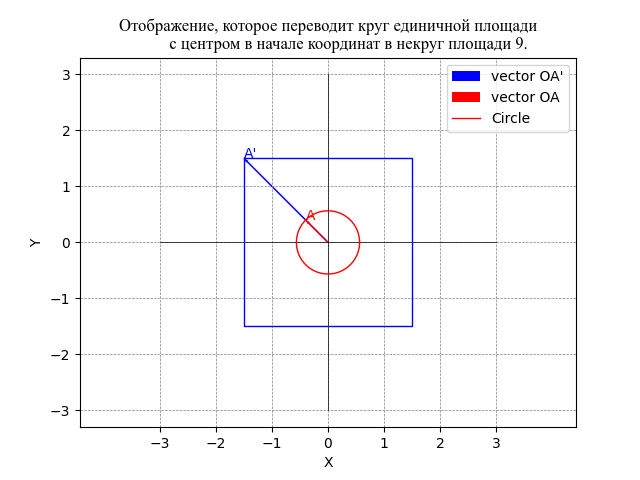 Отображение, которое переводит круг единичной площади
с центром в начале координат в некруг площади 9.
vector OA'
vector OA
Circle
3
2
1
0
−1
−2
−3
Y
A'
A
−3 −2 −1 0 1 2 3
X